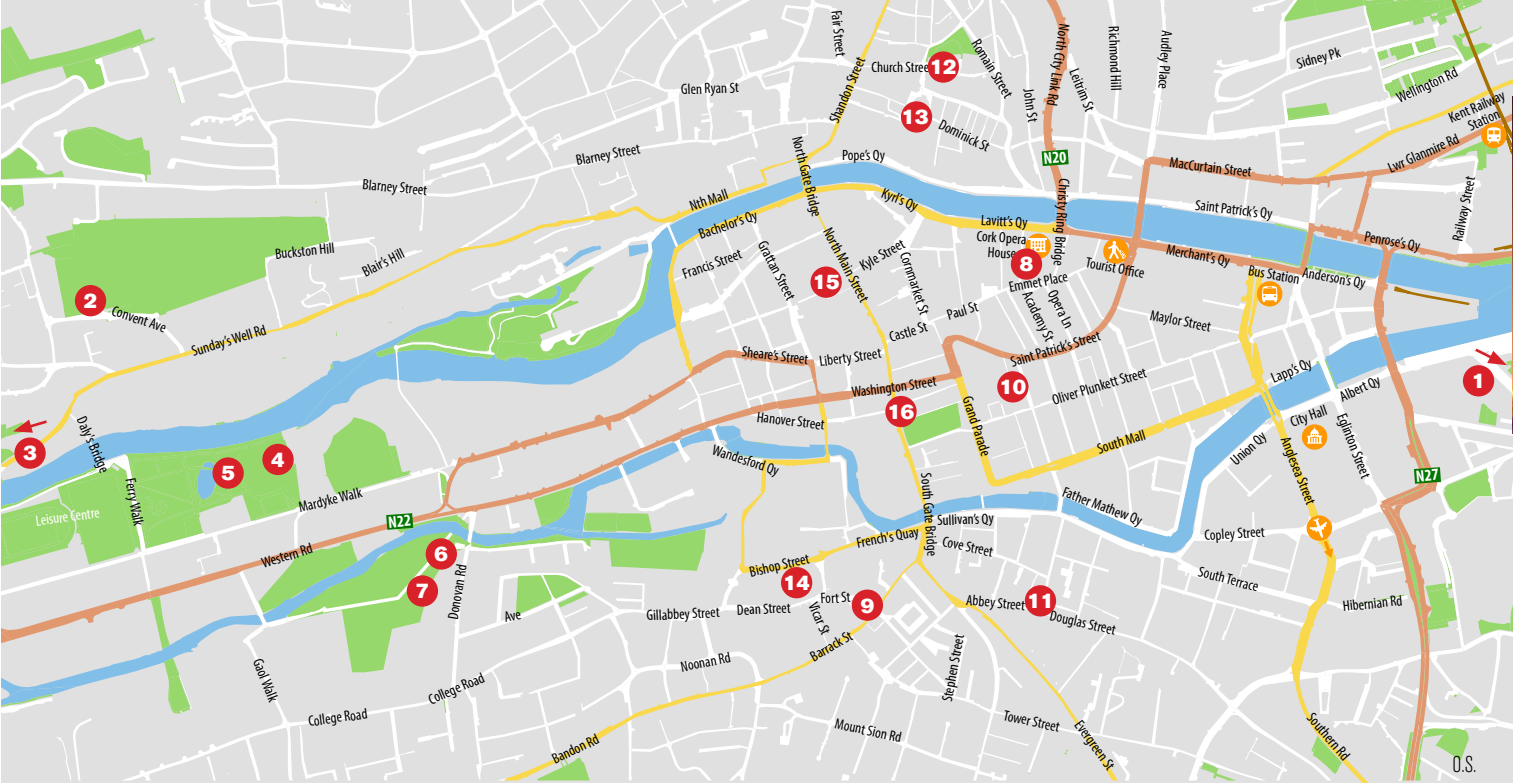 Fair Street
Church Stree
12
Romain Street
North City Link Rd
Leitrim St
Richmond Hill
Audley Place
Sidney Pk
Wellington Rd
Kent Railway
Station
Glen Ryan St
Shandon Street
13
Dominick St
John St
Lwr Glanmire Rd
N20
Blarney Street
Blarney Street
North Gate Bridge
Pope's Qy
MacCurtain Street
Christy Ring Bridge
Railway Street
Nth Mall
Bachelor's Qy
Kyrl's Qy
Lavitt's Qy
Saint Patrick's Qy
Penrose's Qy
Buckston Hill
Blair's Hill
Francis Street
Grattan Street
North Main Street
Kyle Street
Cornmarket St
Cork Opera
House
8
Emmet Place
Tourist Office
Merchant's Qy
Bus Station
Anderson's Qy
2
Convent Ave
15
Paul St
Academy St
Opera Ln
Maylor Street
Sunday's Well Rd
Castle St
Sheare's Street
Liberty Street
Saint Patrick's Street
1
Washington Street
10
Oliver Plunkett Street
Lapp's Qy
Albert Qy
16
Hanover Street
Grand Parade
South Mall
City Hall
Union Qy
Anglesea Street
Eglinton Street
3
Daly's Bridge
5
4
Wandesford Qy
N27
Ferry Walk
Mardyke Walk
Leisure Centre
N22
South Gate Bridge
Sullivan's Qy
Father Mathew Qy
Western Rd
French's Quay
Cove Street
Copley Street
6
7
Donovan Rd
Bishop Street
14
South Terrace
Ave
Gillabbey Street
Dean Street
Vicar St
Fort St
9
Abbey Street
11
Douglas Street
Hibernian Rd
Barrack St
Gaol Walk
Noonan Rd
Stephen Street
College Road
College Road
Mount Sion Rd
Tower Street
Evergreen St
Southern Rd
Bandon Rd
O.S.